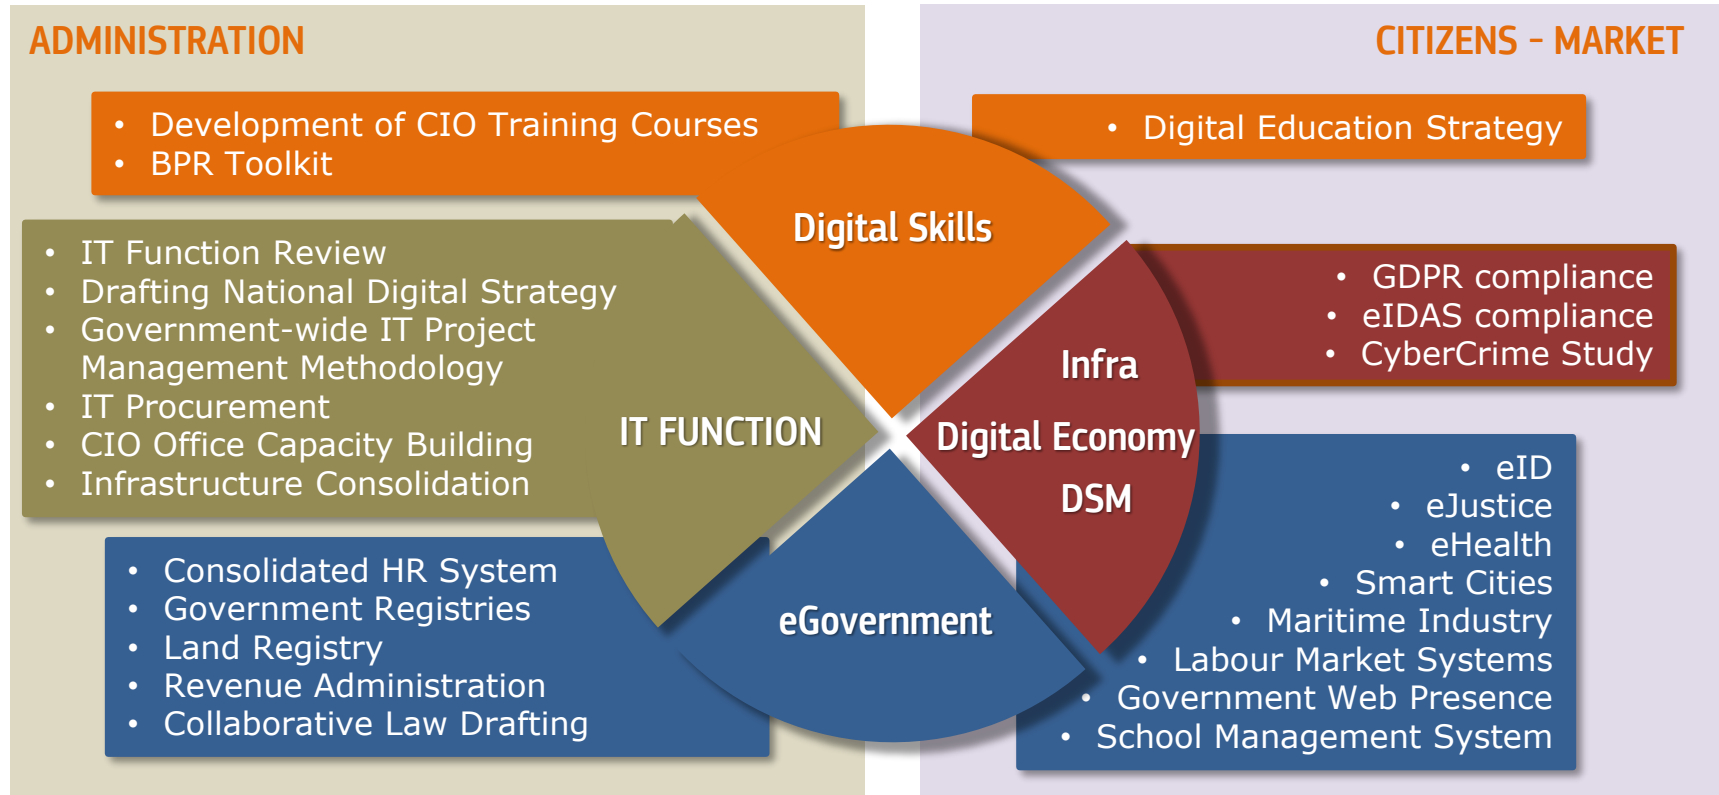 ADMINISTRATION
CITIZENS – MARKET
• Development of CIO Training Courses
• BPR Toolkit
• Digital Education Strategy
Digital Skills
• IT Function Review
• Drafting National Digital Strategy
• Government-wide IT Project
Management Methodology
• IT Procurement
• CIO Office Capacity Building
• Infrastructure Consolidation
IT FUNCTION
• GDPR compliance
• eIDAS compliance
• CyberCrime Study
Infra
Digital Economy
DSM
• Consolidated HR System
• Government Registries
• Land Registry
• Revenue Administration
• Collaborative Law Drafting
eGovernment
• eID
• eJustice
• eHealth
• Smart Cities
• Maritime Industry
• Labour Market Systems
• Government Web Presence
• School Management System